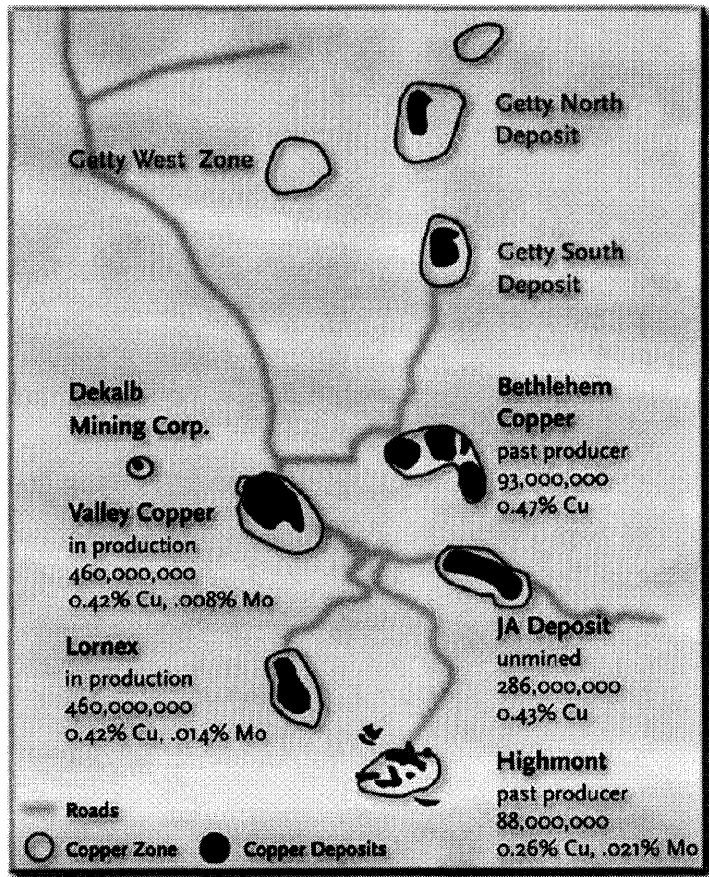 Getty North
Deposit
Getty West Zone
Getty South
Deposit
Dekalb
Mining Corp.
Bethlehem
Copper
past producer
93,000,000
0.47% Cu
Valley Copper
in production
460,000,000
0.42% Cu, .008% Mo
JA Deposit
unmined
286,000,000
0.43% Cu
Lornex
in production
460,000,000
0.42% Cu, .014% Mo
Highmont
past producer
88,000,000
0.26% Cu, .021% Mo
Roads
Copper Zone
Copper Deposits